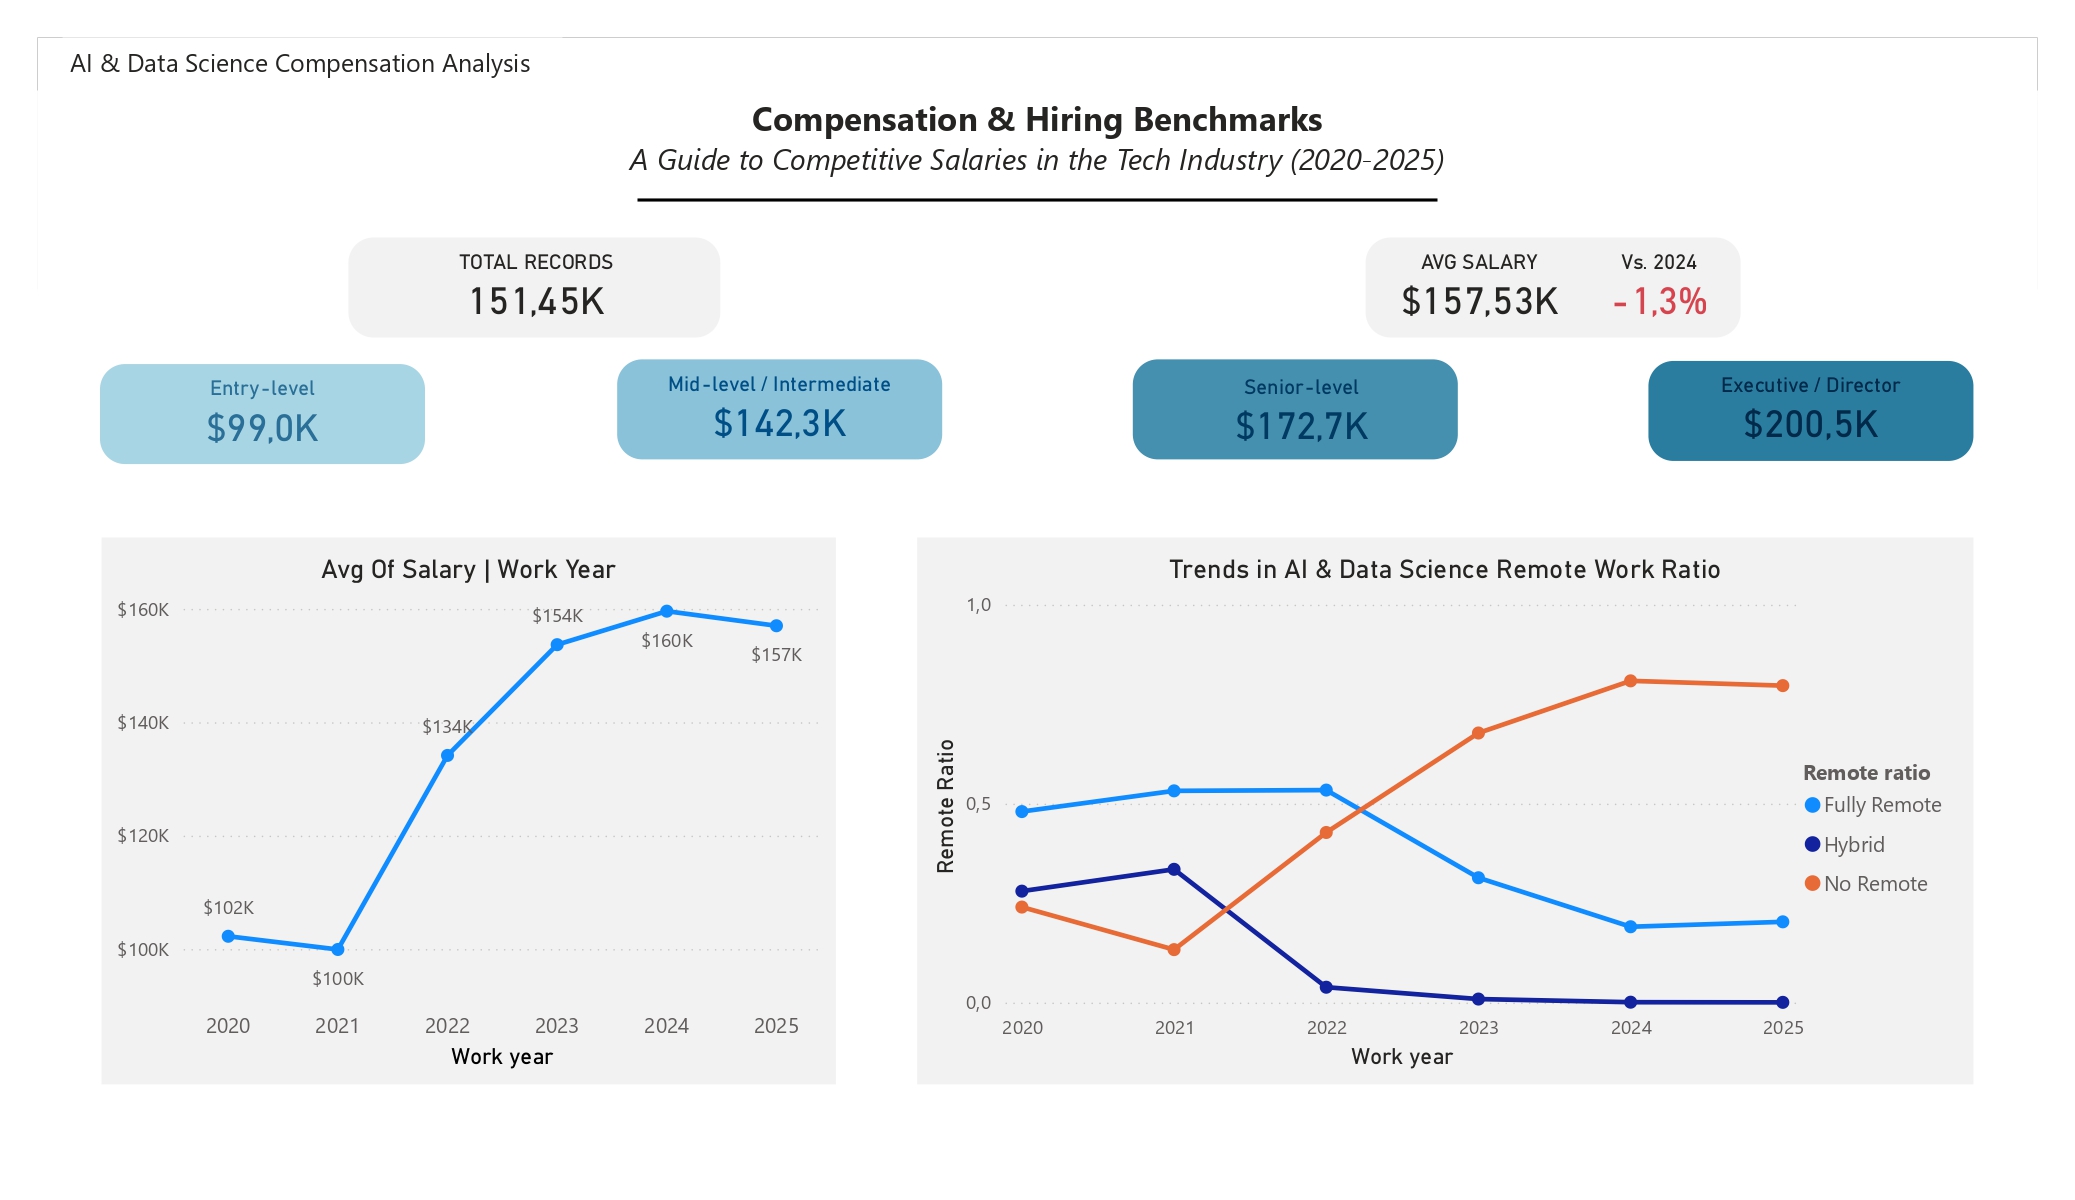 AI & Data Science Compensation Analysis
Compensation & Hiring Benchmarks
A Guide to Competitive Salaries in the Tech Industry (2020-2025)
TOTAL RECORDS
151,45K
AVG SALARY
$157,53K
Vs. 2024
-1,3%
Entry-level
$99,0K
Mid-level / Intermediate
$142,3K
Senior-level
$172,7K
Executive / Director
$200,5K
Avg Of Salary | Work Year
$160K
$140K
$120K
$100K
$102K
$100K
$134K
$154K
$160K
$157K
2020 2021 2022 2023 2024 2025
Work year
Trends in AI & Data Science Remote Work Ratio
Remote Ratio
1,0
0,5
0,0
2020 2021 2022 2023 2024 2025
Work year
Remote ratio
Fully Remote
Hybrid
No Remote